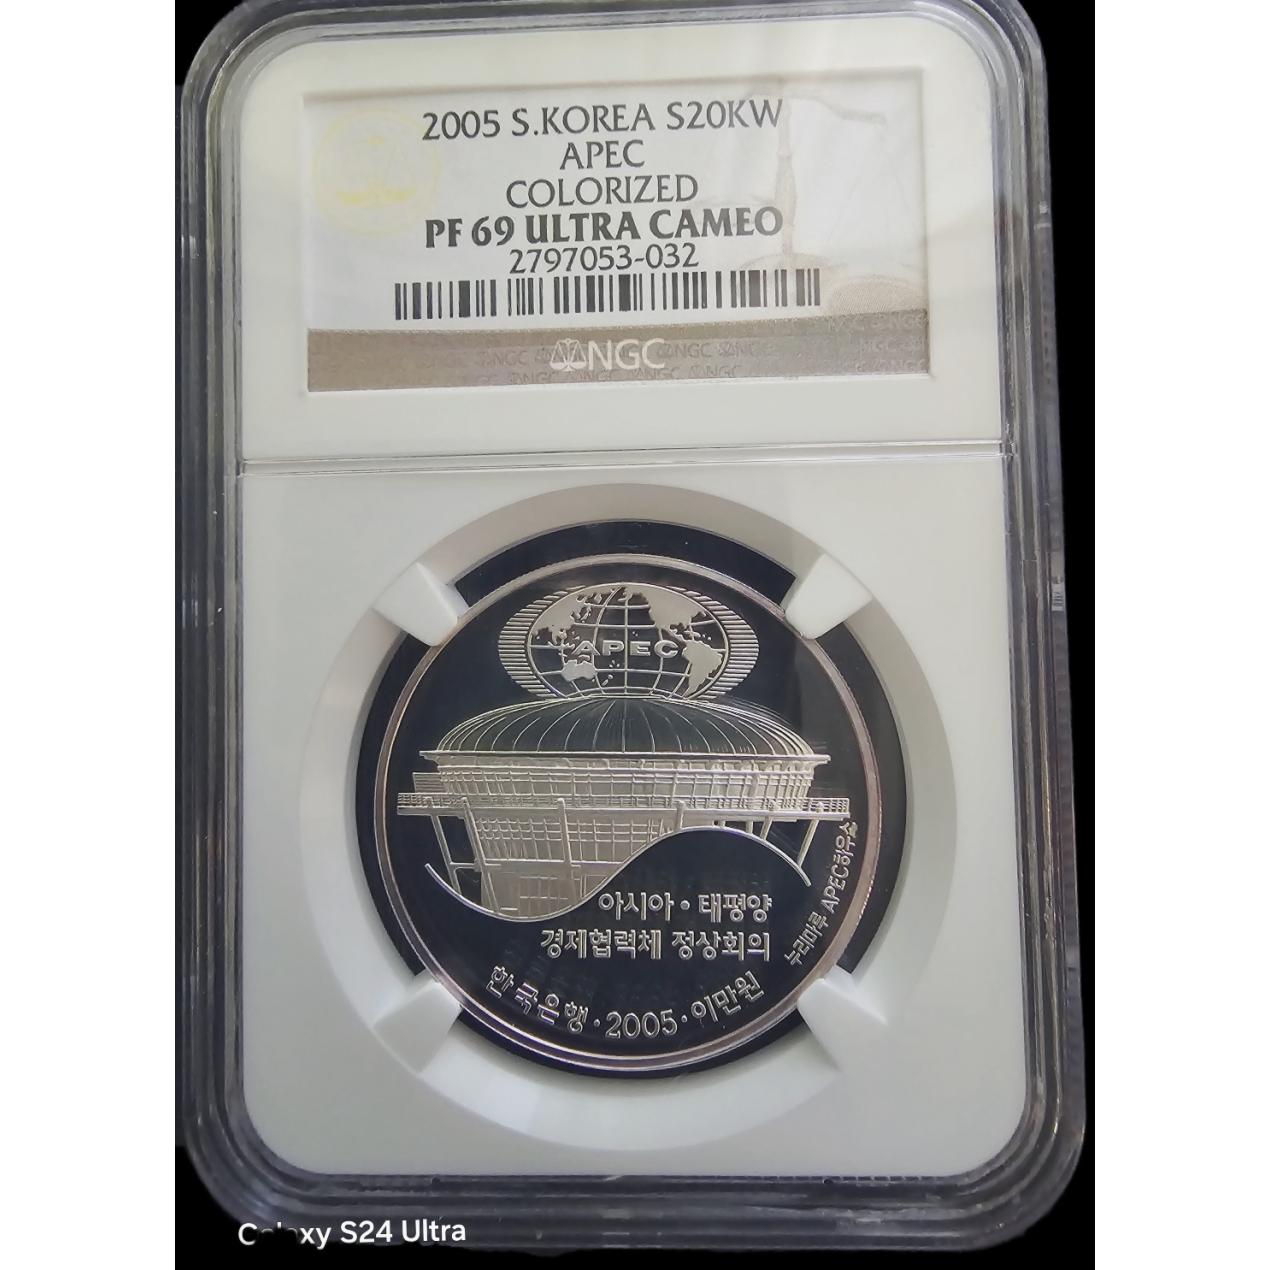 2005 S.KOREA S20KW
APEC
COLORIZED
PF 69 ULTRA CAMEO
2797053-032
NGC
APEC
아시아·태평양
경제협력체 정상회의
누리마루 APEC하우스
한국은행·2005·이만원
xy S24 Ultra